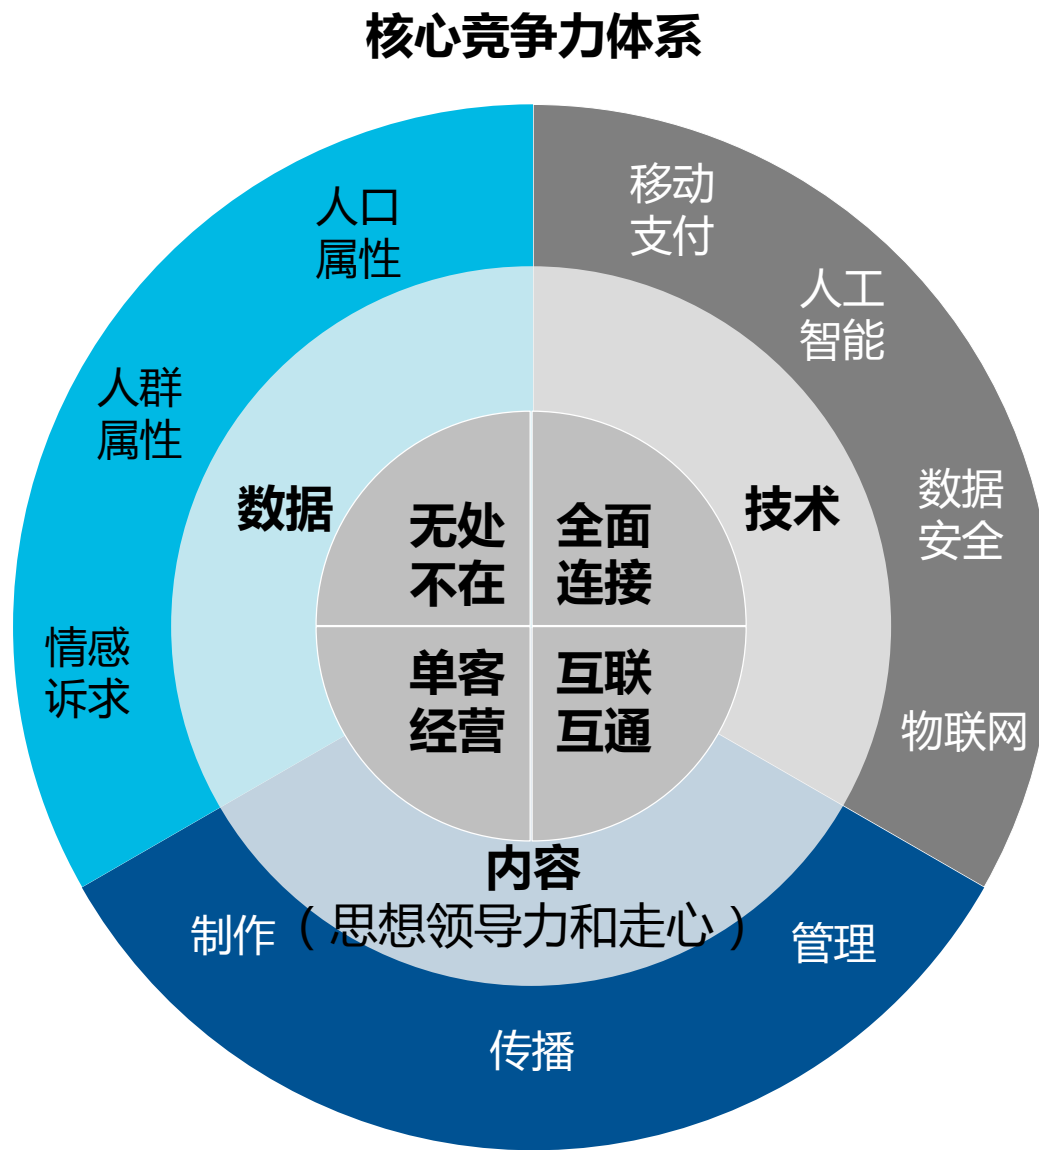 核心竞争力体系
人口
属性
移动
支付
人工
智能
人群
属性
数据
安全
数据
技术
无处
不在
全面
连接
情感
诉求
单客
经营
互联
互通
物联网
内容
（思想领导力和走心）
制作
管理
传播